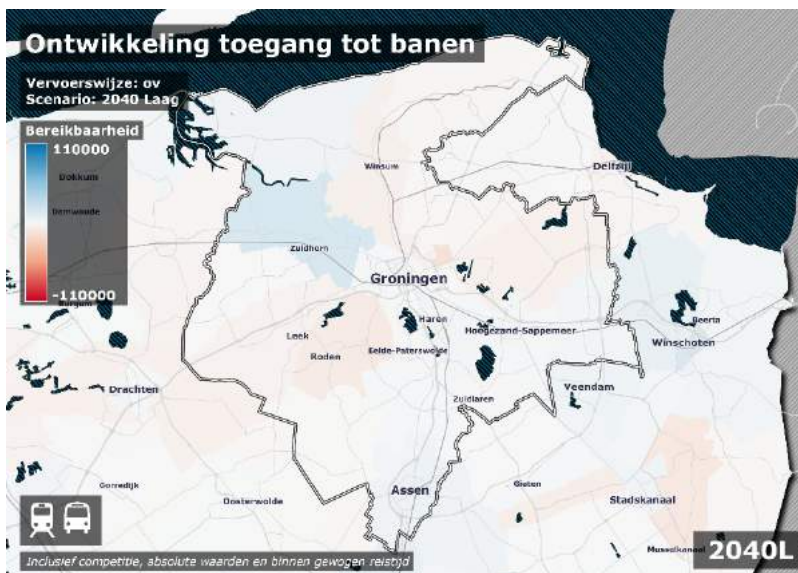 Ontwikkeling toegang tot banen
Vervoerswijze: ov
Scenario: 2040 Laag
Bereikbaarheid
110000
Dokkum
Damwoude
-110000
Burgum
Winsum
Delfzijl
Zuidhorn
Groningen
Haren
Hoogezand-Sappemeer
Leek
Roden
Eelde-Paterswolde
Beerta
Winschoten
Drachten
Zuidlaren
Veendam
Gorredijk
Oosterwolde
Assen
Gieten
Stadskanaal
Musselkanaal
2040L
Inclusief competitie, absolute waarden en binnen gewogen reistijd